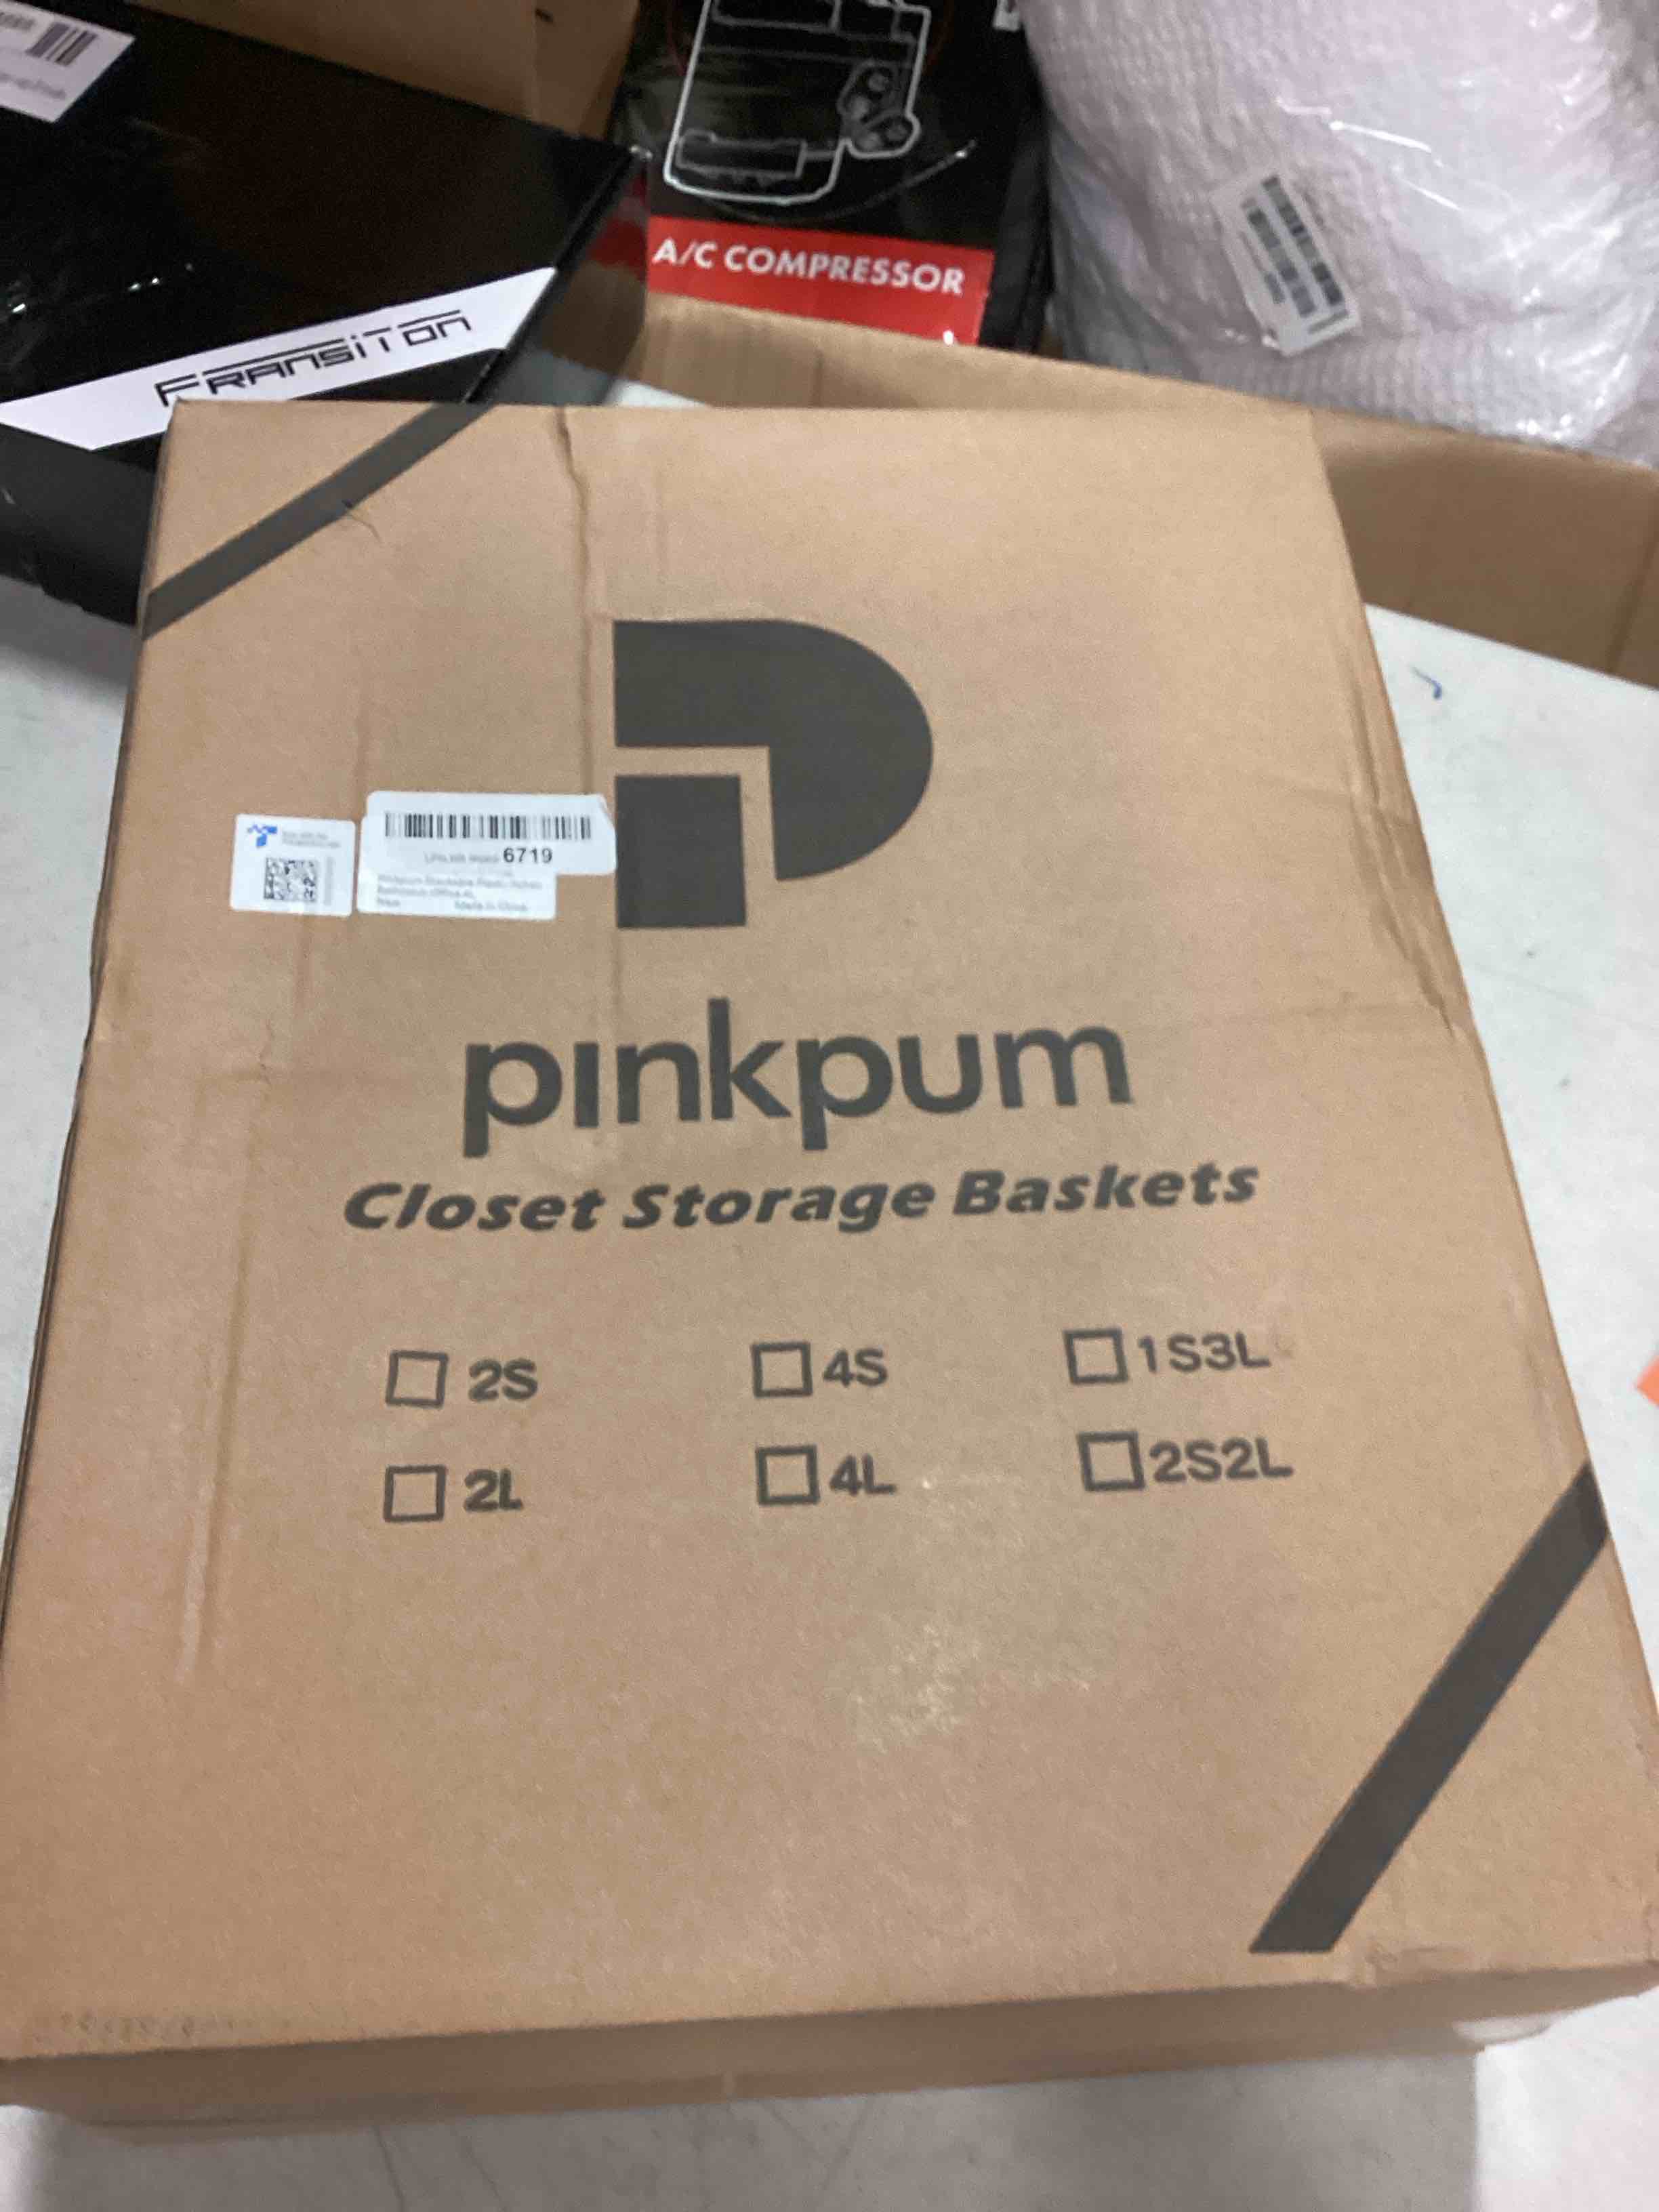 FRANSiTON
A/C COMPRESSOR
6719
Made in China
pinkpum
Closet Storage Baskets
2S
4S
1S3L
2L
4L
2S2L